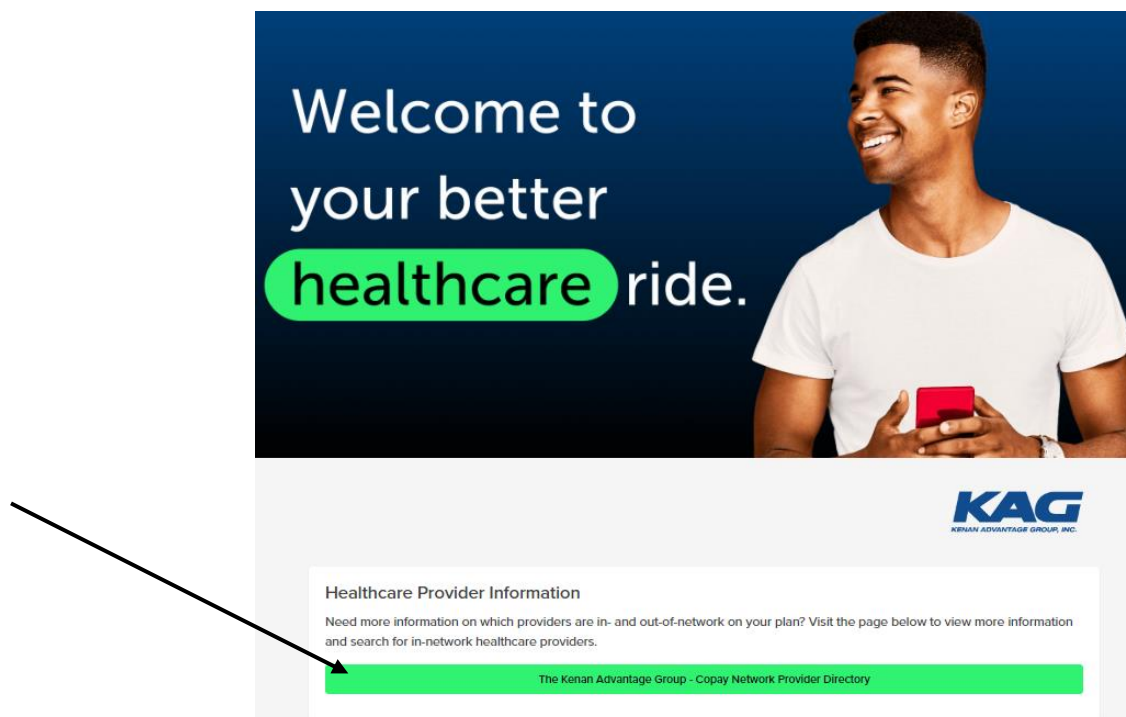 Welcome to
your better
healthcare ride.
KAG
KENAN ADVANTAGE GROUP, INC.
Healthcare Provider Information
Need more information on which providers are in- and out-of-network on your plan? Visit the page below to view more information
and search for in-network healthcare providers.
The Kenan Advantage Group - Copay Network Provider Directory